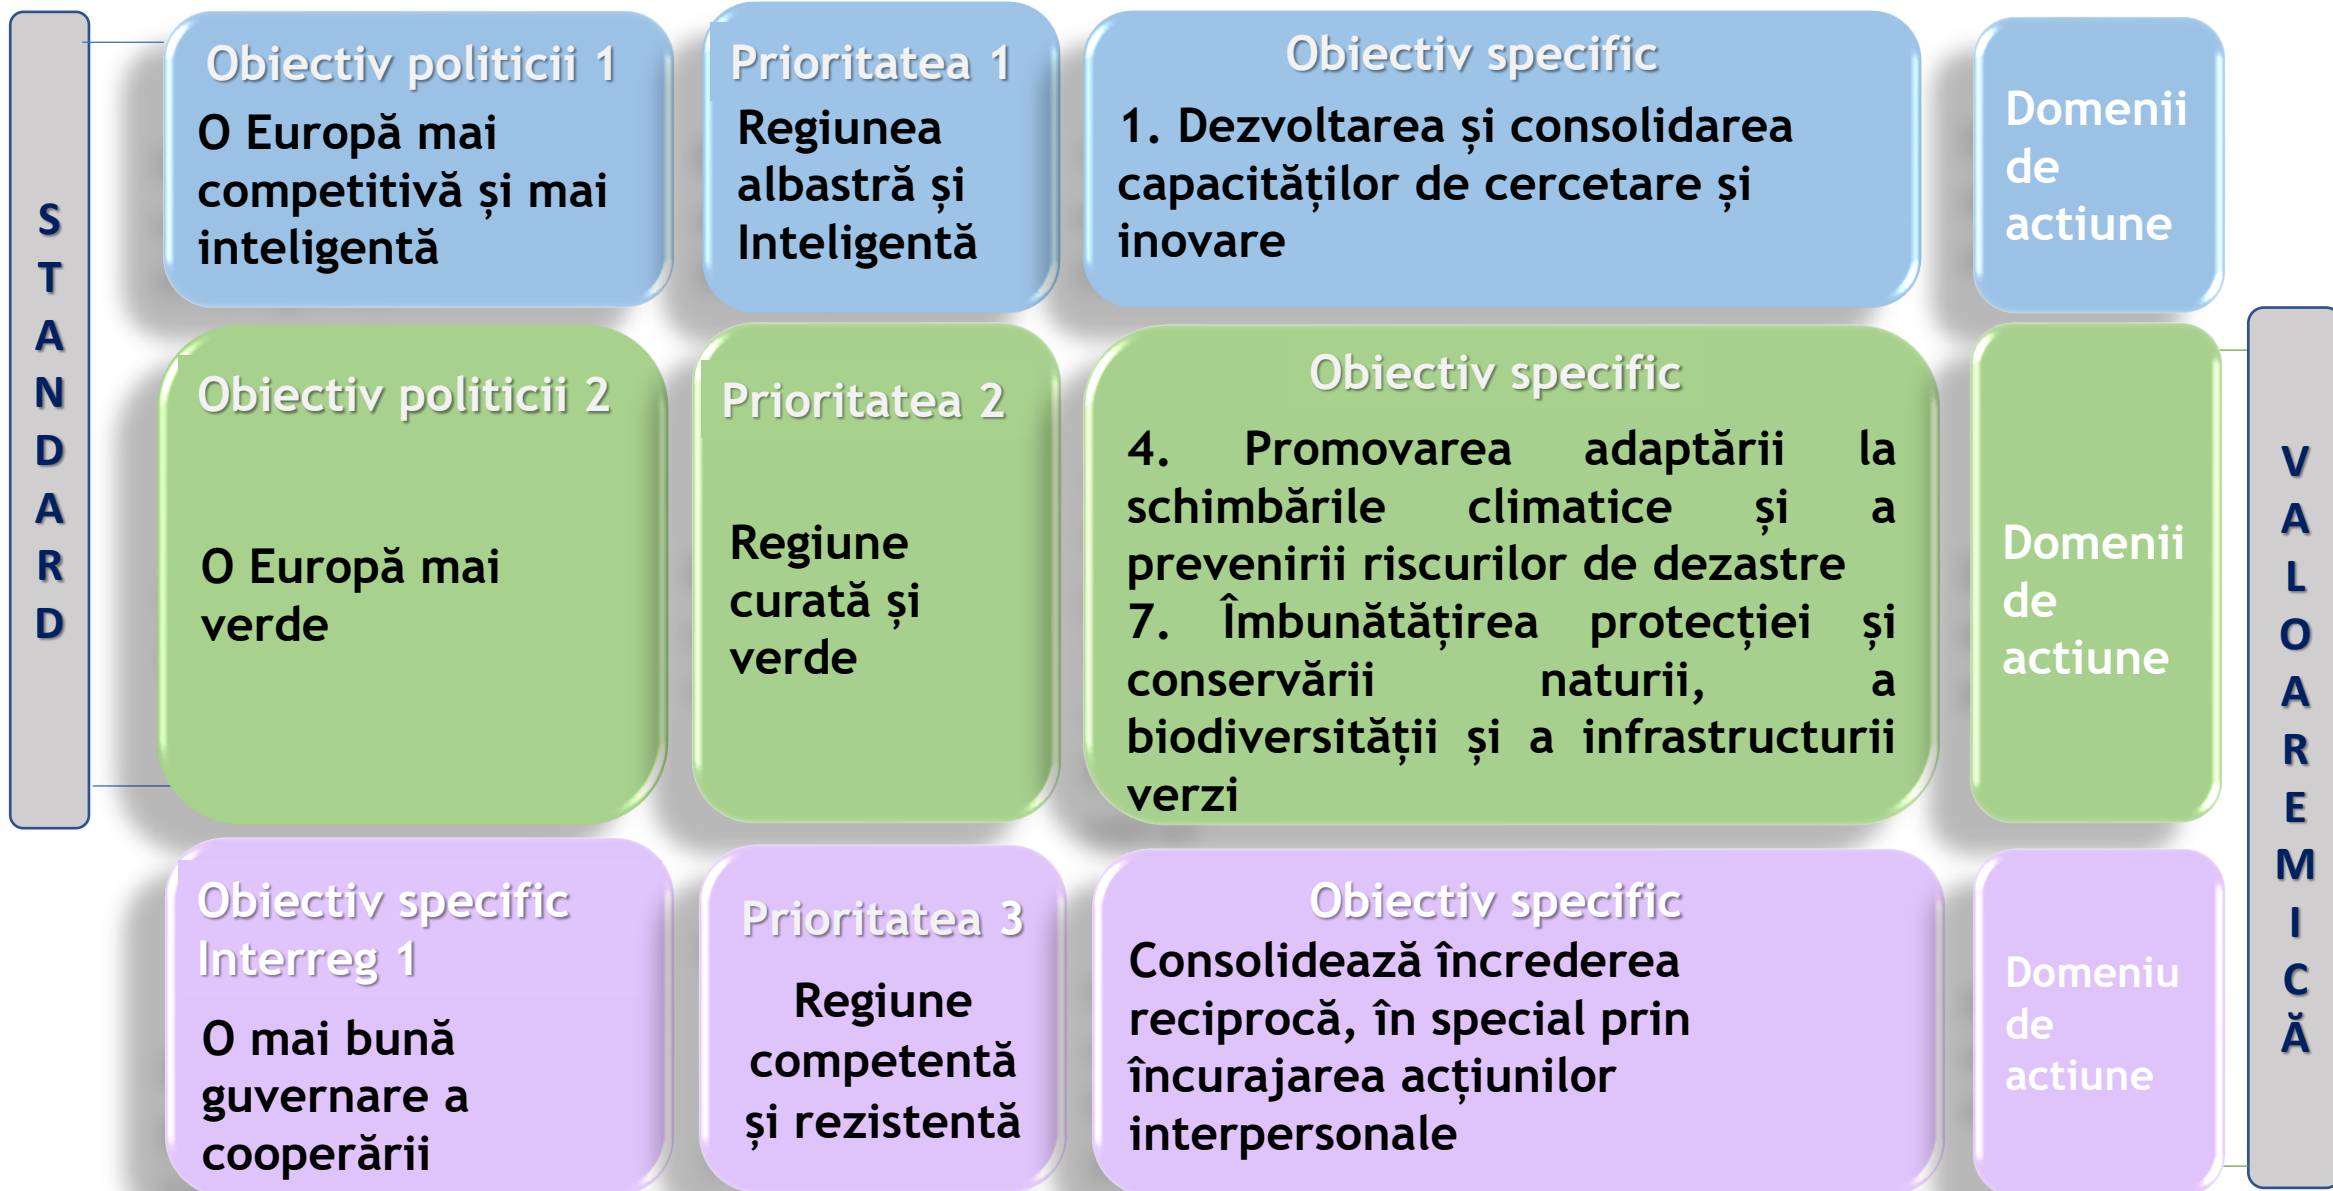 STANDARD
Obiectiv politicii 1
O Europă mai
competitivă și mai
inteligentă
Prioritatea 1
Regiunea
albastră și
Inteligentă
Obiectiv specific
1. Dezvoltarea și consolidarea
capacităților de cercetare și
inovare
Domenii
de
actiune
Obiectiv politicii 2
O Europă mai
verde
Prioritatea 2
Regiune
curată și
verde
Obiectiv specific
4. Promovarea adaptării la
schimbările climatice și a
prevenirii riscurilor de dezastre
7. Îmbunătățirea protecției și
conservării naturii, a
biodiversității și a infrastructurii
verzi
Domenii
de
actiune
Obiectiv specific
Interreg 1
O mai bună
guvernare a
cooperării
Prioritatea 3
Regiune
competentă
și rezistentă
Obiectiv specific
Consolidează încrederea
reciprocă, în special prin
încurajarea acțiunilor
interpersonale
Domeniu
de
actiune
VALOAREMICĂ